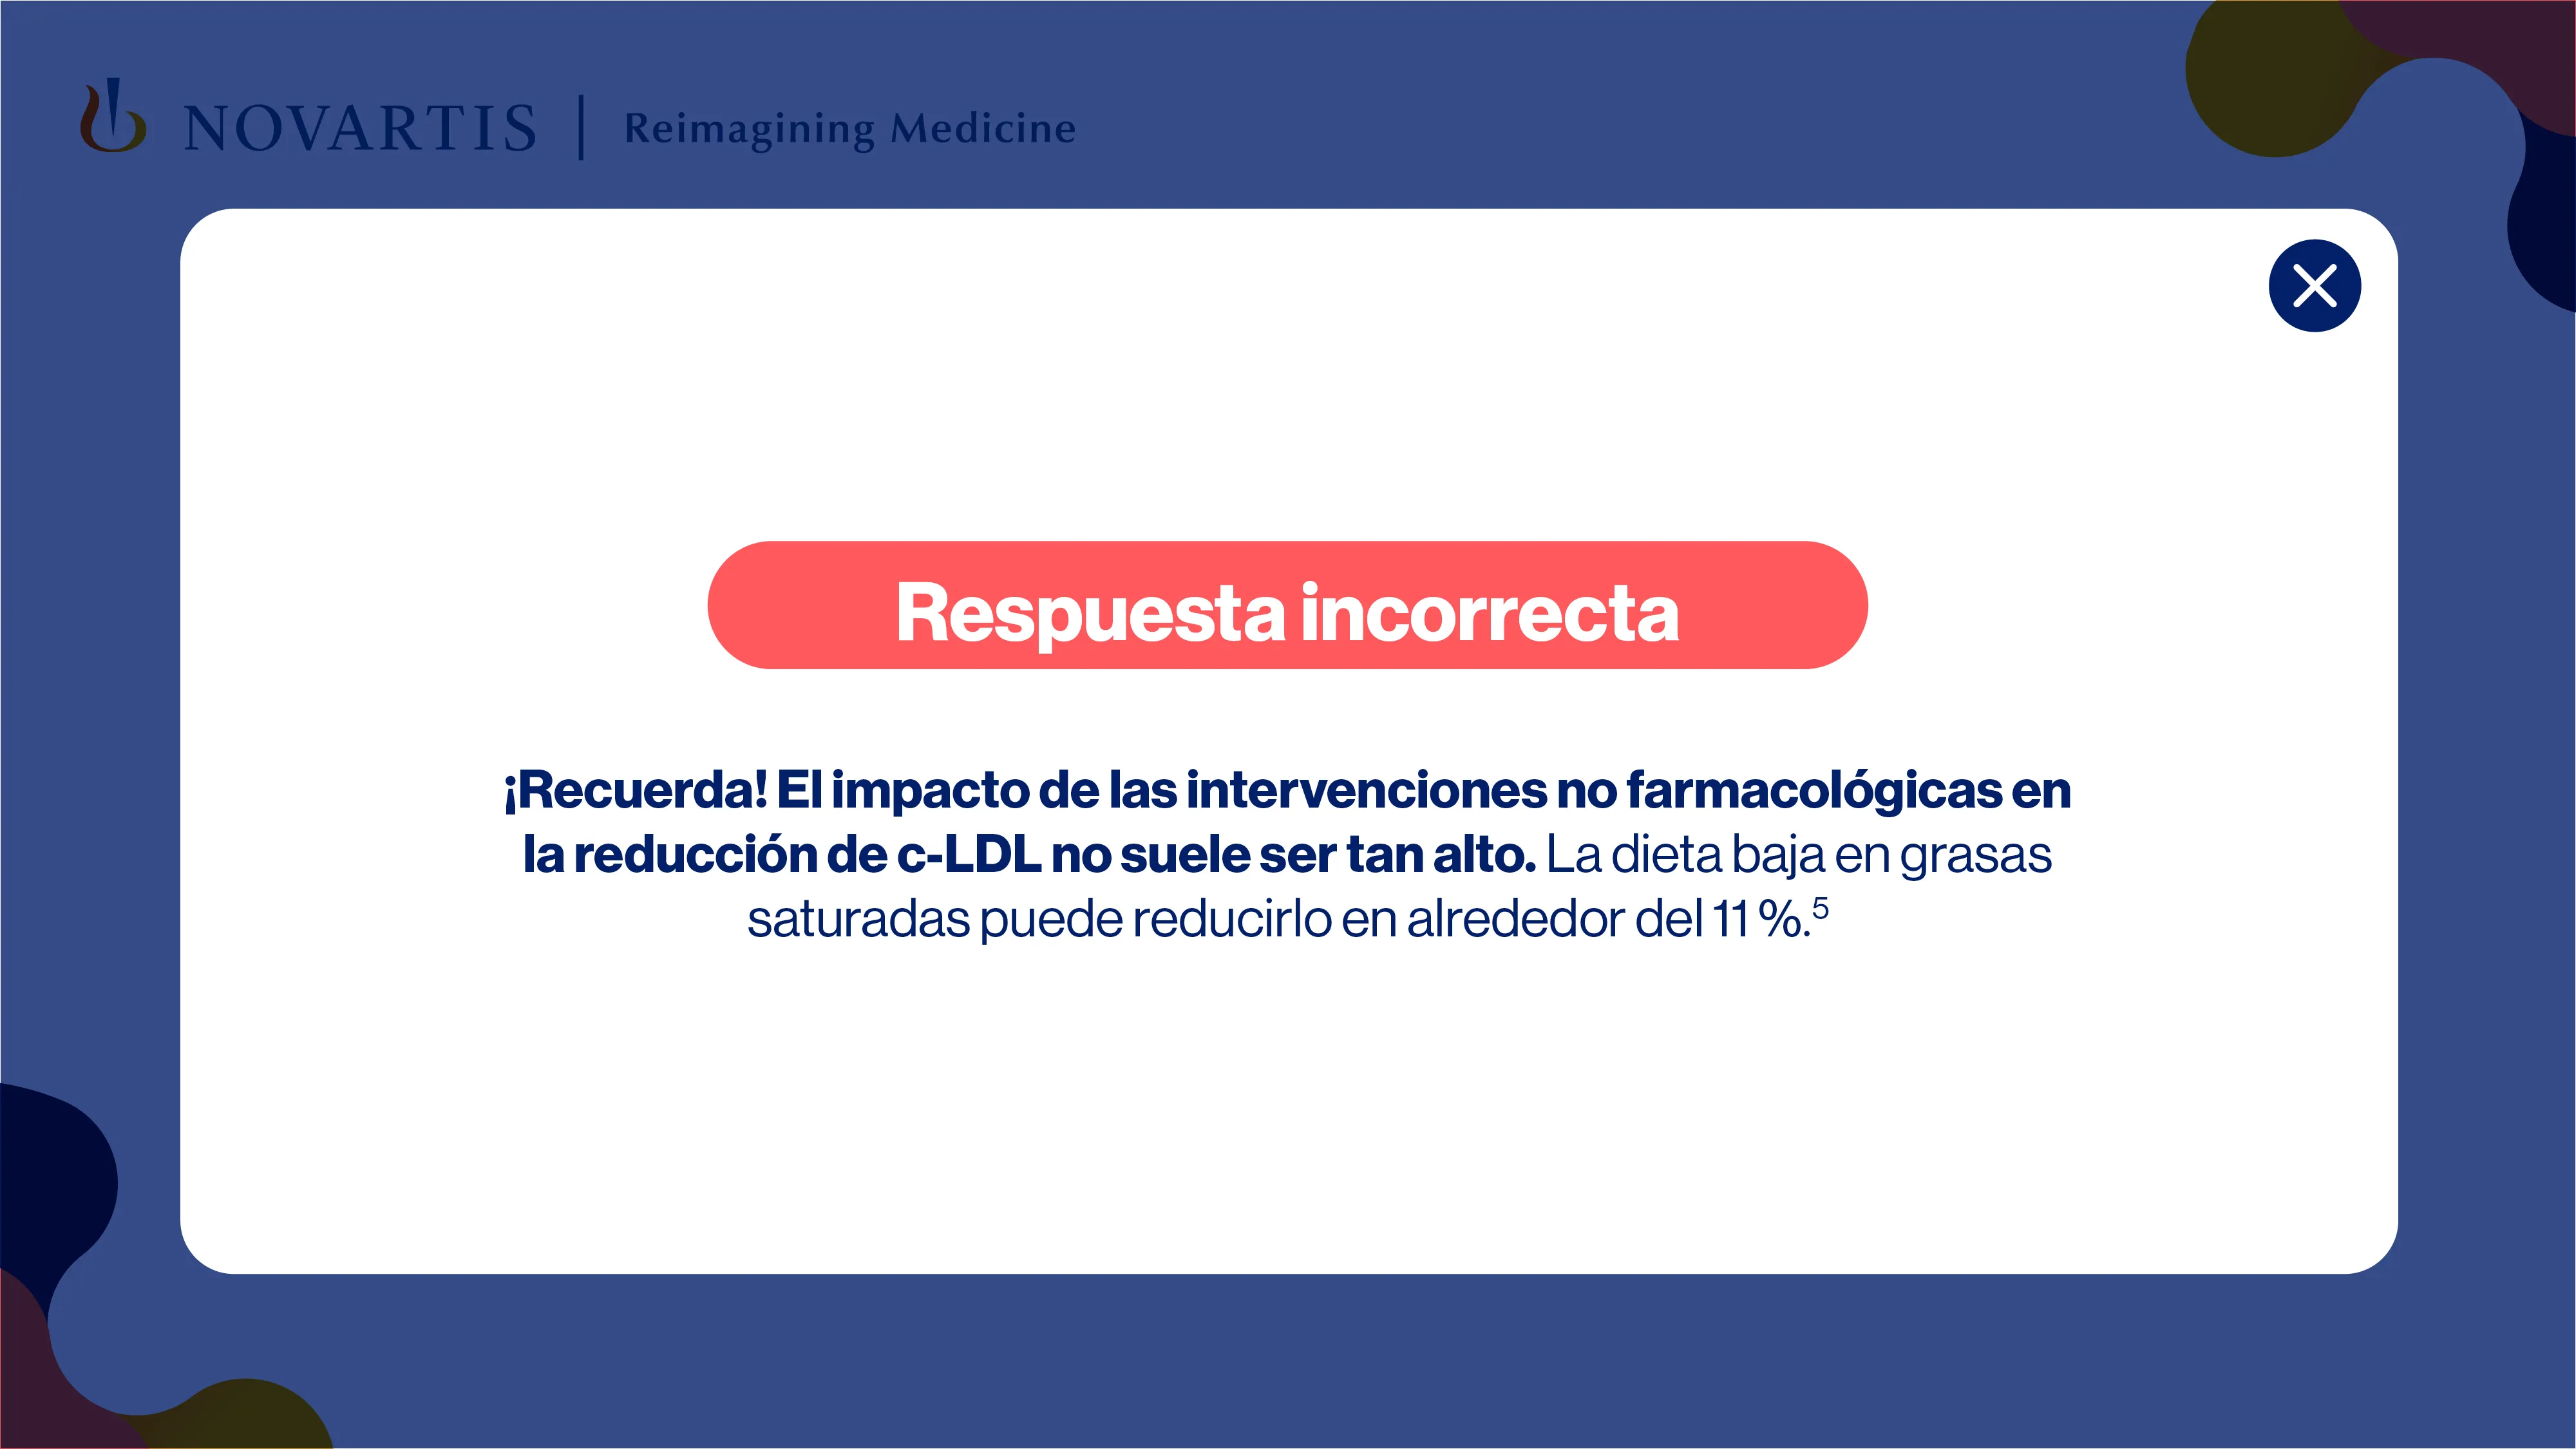 NOVARTIS | Reimagining Medicine
Respuesta incorrecta
¡Recuerda! El impacto de las intervenciones no farmacológicas en
la reducción de c-LDL no suele ser tan alto. La dieta baja en grasas
saturadas puede reducirlo en alrededor del 11 %.⁵